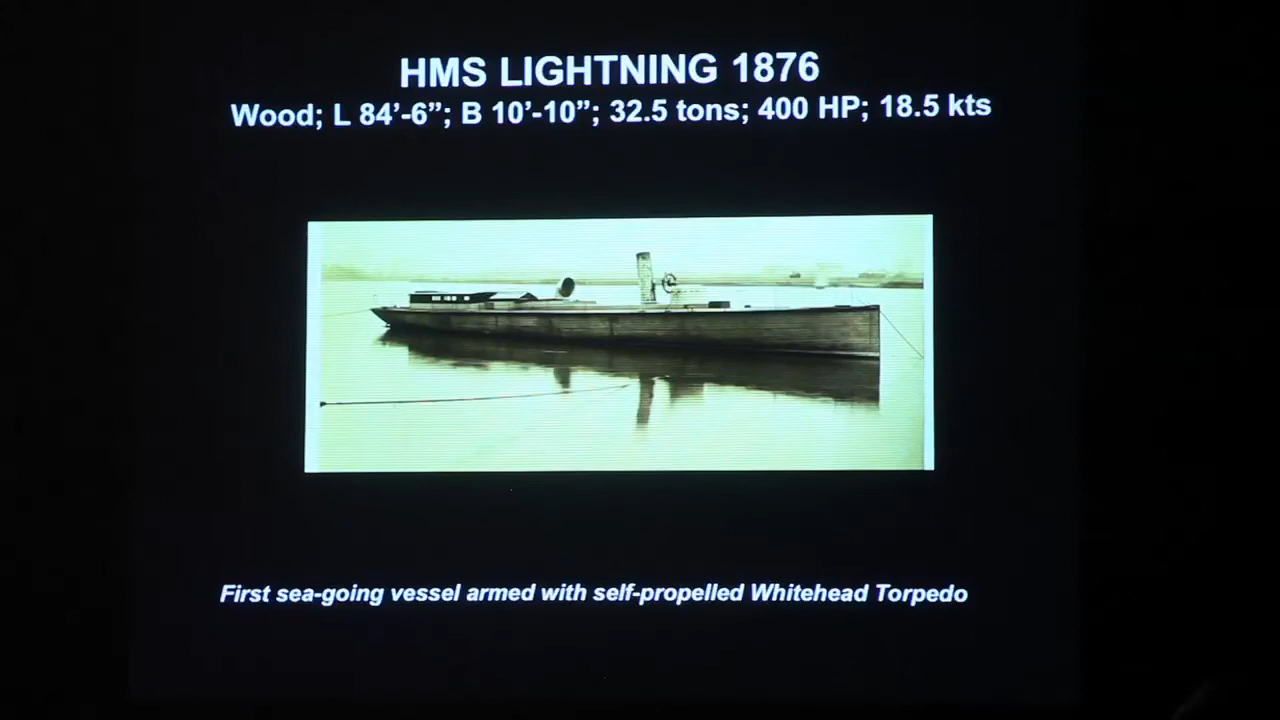 HMS LIGHTNING 1876
Wood; L 84’-6”; B 10’-10”; 32.5 tons; 400 HP; 18.5 kts
First sea-going vessel armed with self-propelled Whitehead Torpedo